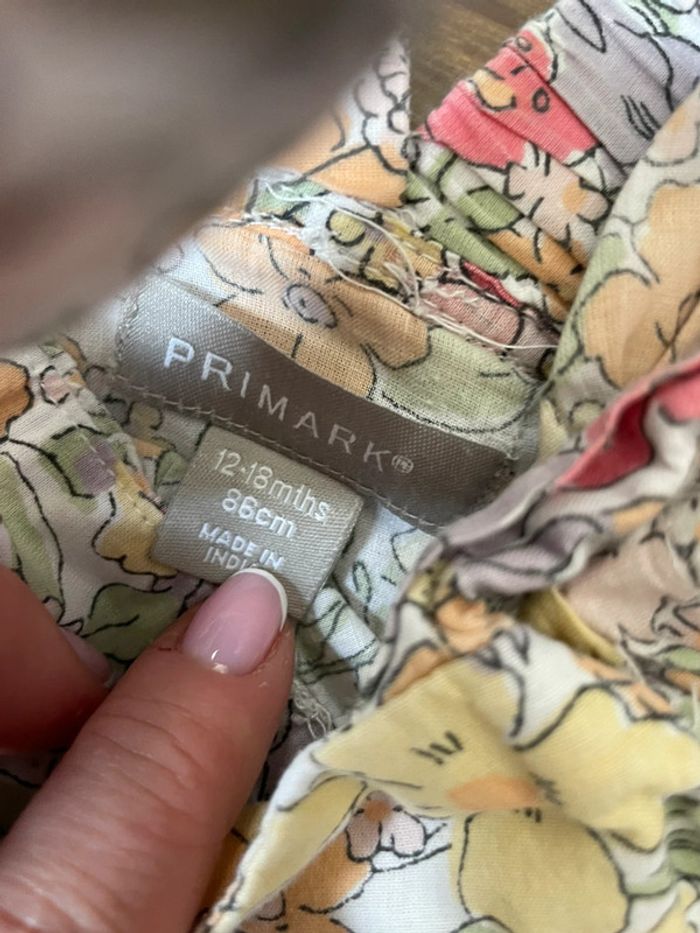 PRIMARK
12-18mths
86cm
MADE IN
INDIA